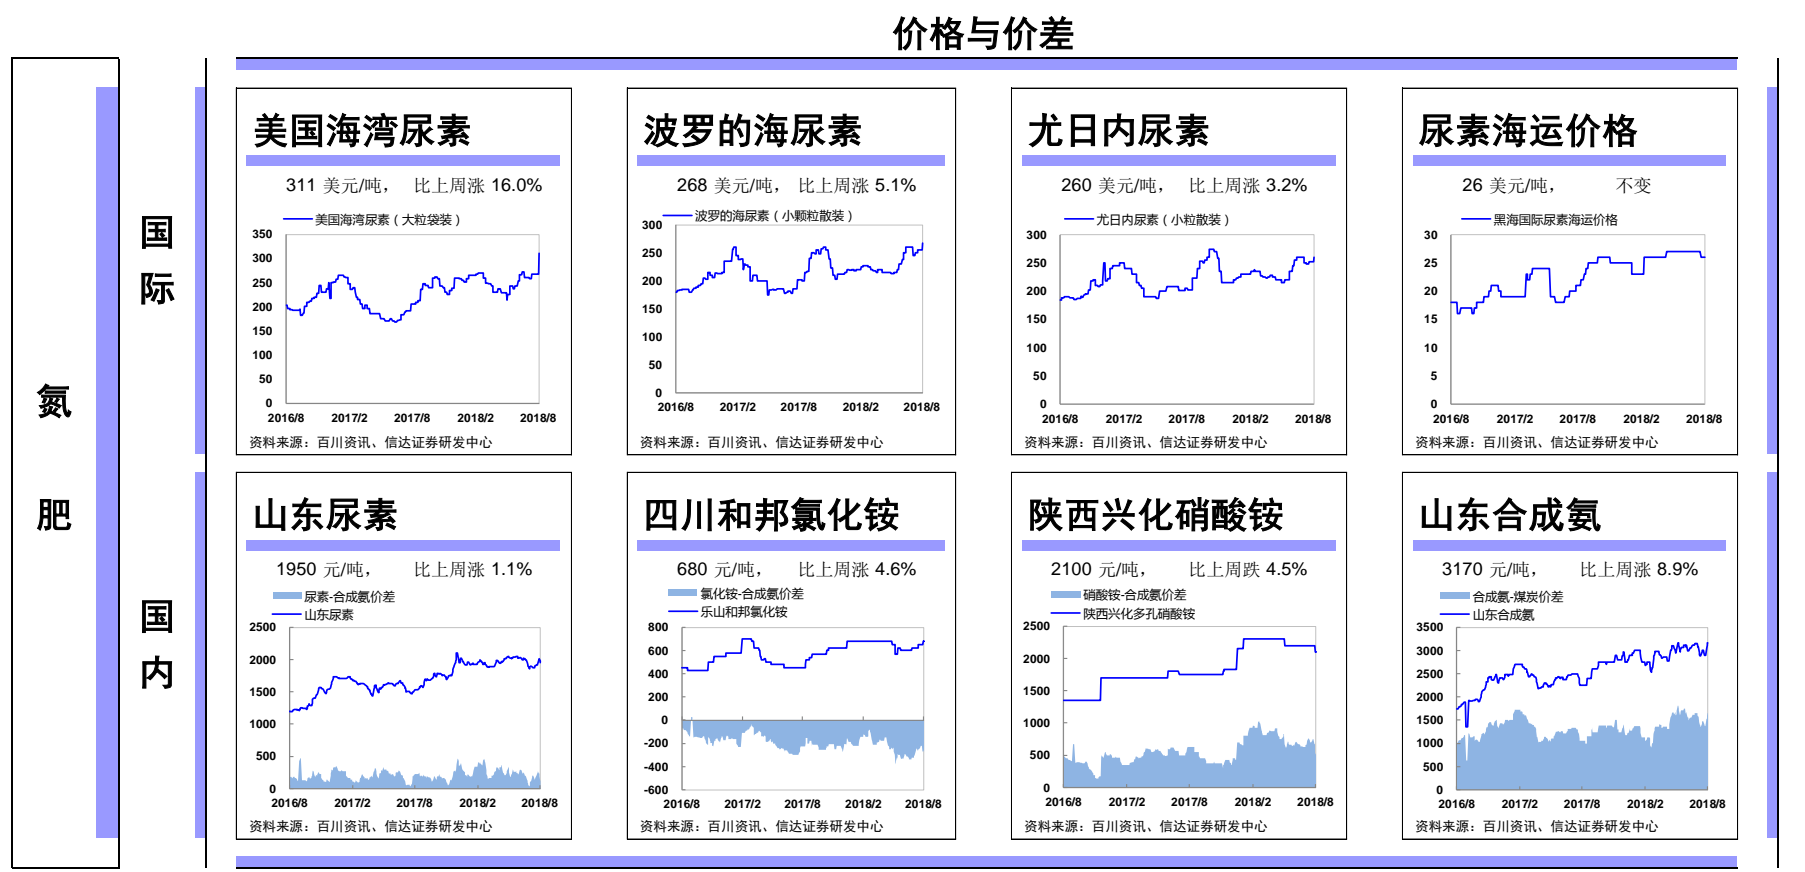 价格与价差
氮
肥
国
际
美国海湾尿素
311 美元/吨， 比上周涨 16.0%
美国海湾尿素（大粒袋装）
350
300
250
200
150
100
50
0
2016/8 2017/2 2017/8 2018/2 2018/8
资料来源：百川资讯、信达证券研发中心
波罗的海尿素
268 美元/吨， 比上周涨 5.1%
波罗的海尿素（小颗粒散装）
300
250
200
150
100
50
0
2016/8 2017/2 2017/8 2018/2 2018/8
资料来源：百川资讯、信达证券研发中心
尤日内尿素
260 美元/吨， 比上周涨 3.2%
尤日内尿素（小粒散装）
300
250
200
150
100
50
0
2016/8 2017/2 2017/8 2018/2 2018/8
资料来源：百川资讯、信达证券研发中心
尿素海运价格
26 美元/吨， 不变
黑海国际尿素海运价格
30
25
20
15
10
5
0
2016/8 2017/2 2017/8 2018/2 2018/8
资料来源：百川资讯、信达证券研发中心
国
内
山东尿素
1950 元/吨， 比上周涨 1.1%
尿素-合成氨价差
山东尿素
2500
2000
1500
1000
500
0
2016/8 2017/2 2017/8 2018/2 2018/8
资料来源：百川资讯、信达证券研发中心
四川和邦氯化铵
680 元/吨， 比上周涨 4.6%
氯化铵-合成氨价差
乐山和邦氯化铵
800
600
400
200
0
-200
-400
-600
2016/8 2017/2 2017/8 2018/2 2018/8
资料来源：百川资讯、信达证券研发中心
陕西兴化硝酸铵
2100 元/吨， 比上周跌 4.5%
硝酸铵-合成氨价差
陕西兴化多孔硝酸铵
2500
2000
1500
1000
500
0
2016/8 2017/2 2017/8 2018/2 2018/8
资料来源：百川资讯、信达证券研发中心
山东合成氨
3170 元/吨， 比上周涨 8.9%
合成氨-煤炭价差
山东合成氨
3500
3000
2500
2000
1500
1000
500
0
2016/8 2017/2 2017/8 2018/2 2018/8
资料来源：百川资讯、信达证券研发中心